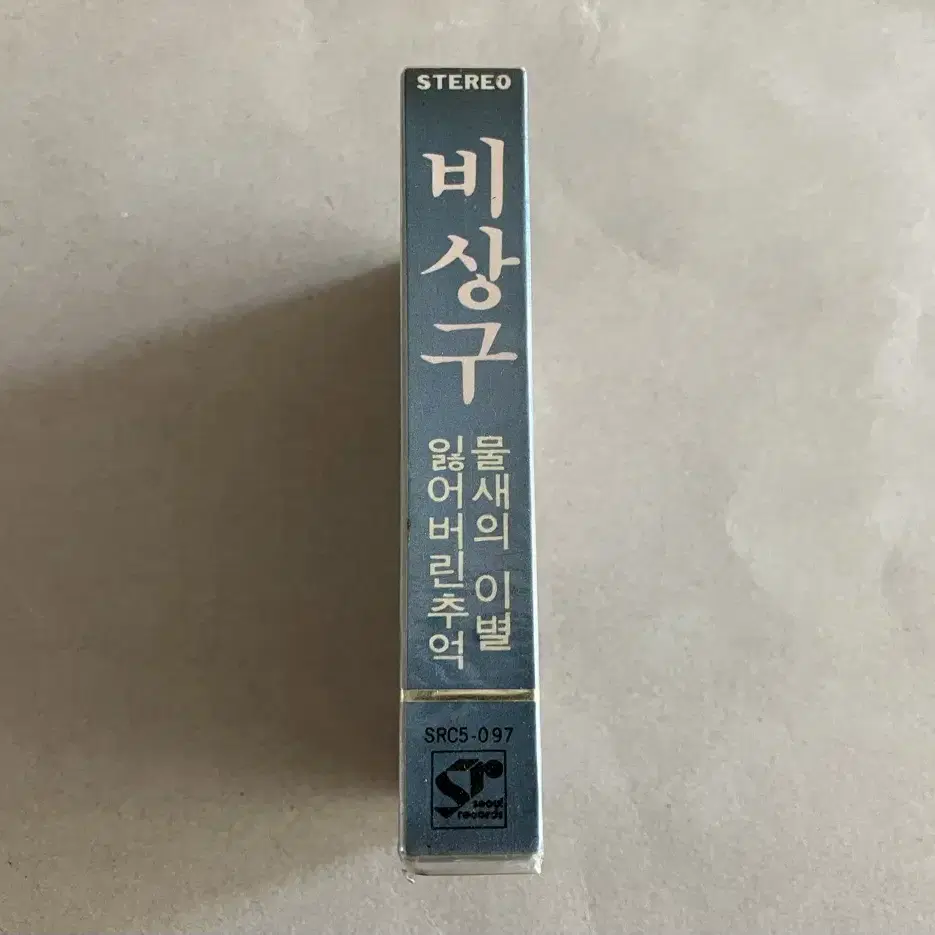 STEREO
비상구
물새의 이별
잃어버린추억
SRC5-097
sr
seoul
records